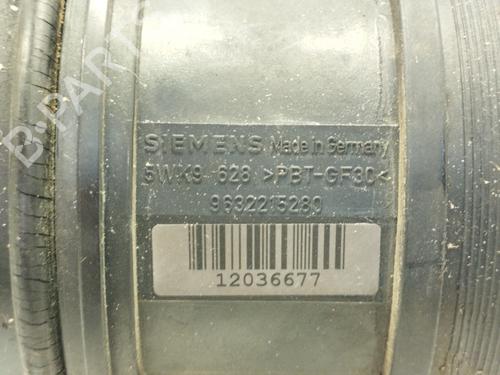 B-PARTS
SIEMENS Made in Germany
5WK9 628 >PBT-GF30<
9632215280
12036677